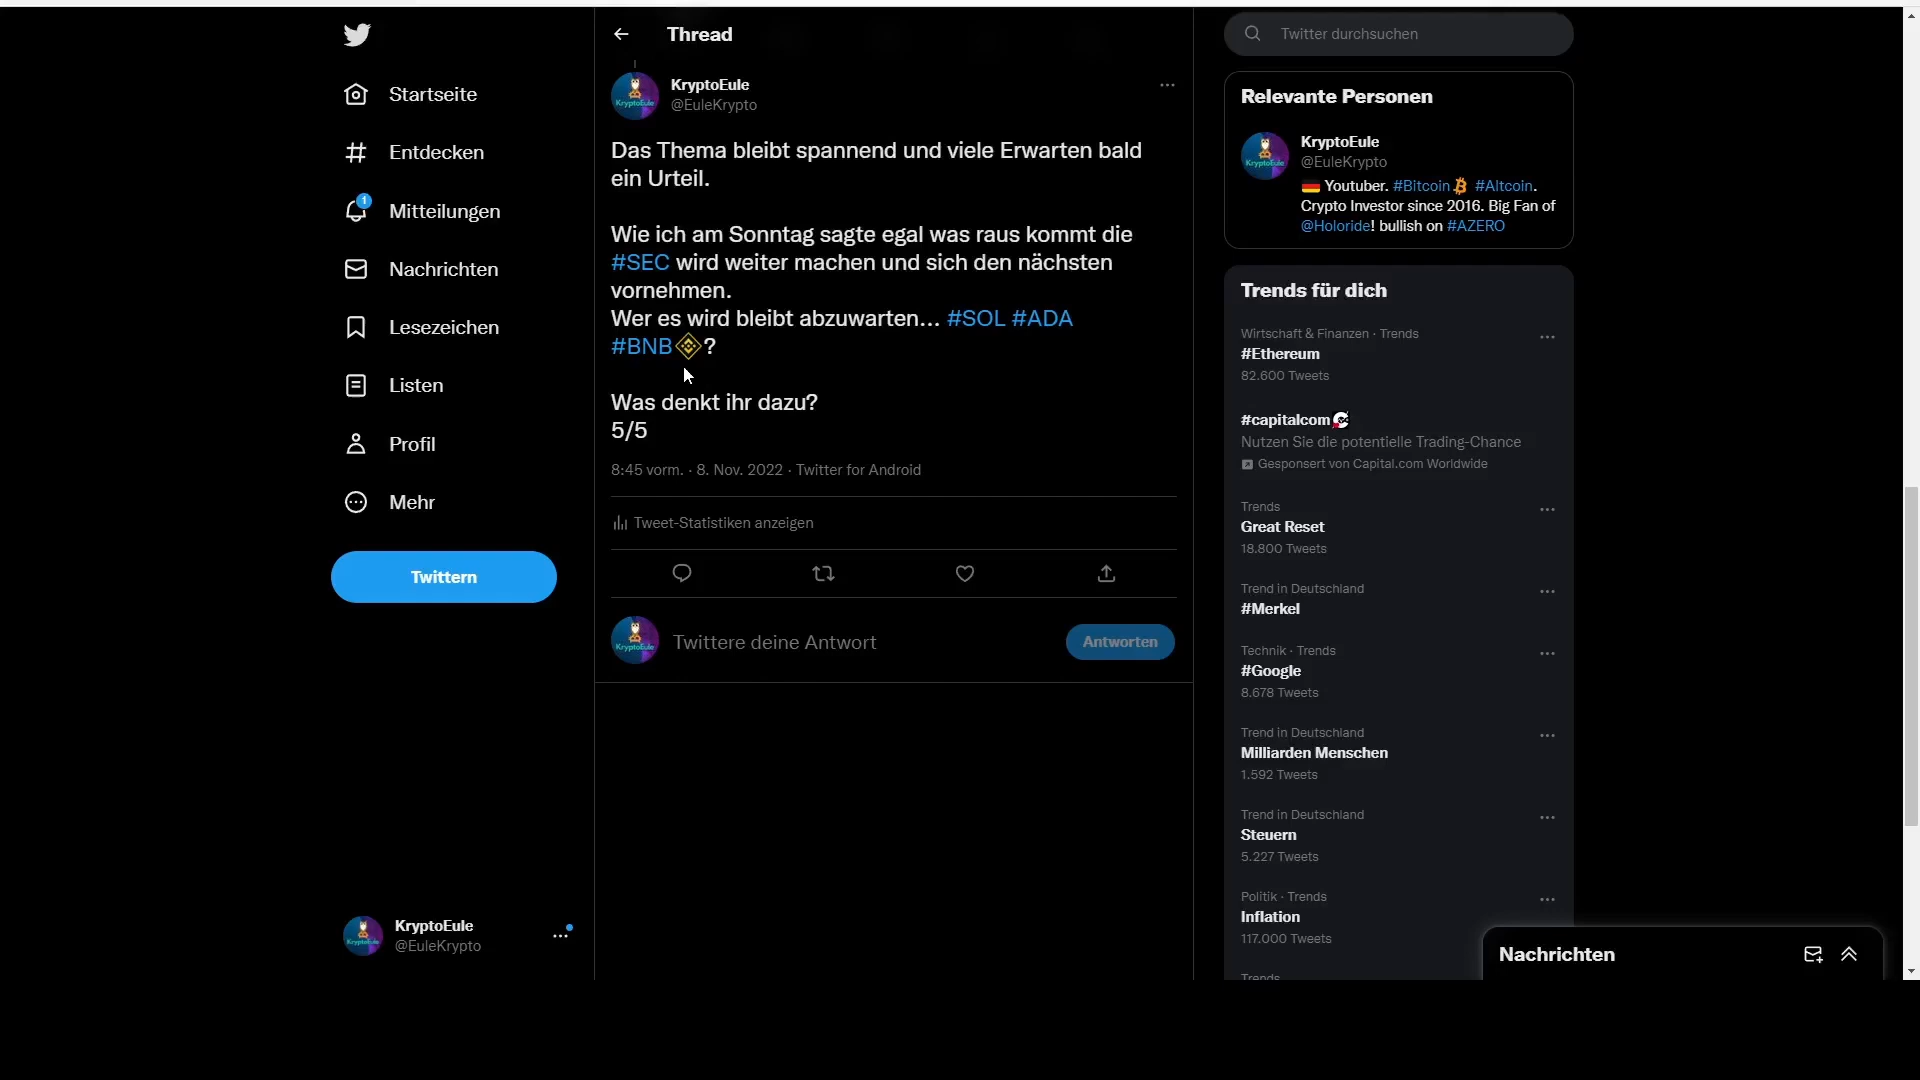 Startseite
Entdecken
1
Mitteilungen
Nachrichten
Lesezeichen
Listen
Profil
Mehr
Twittern
KryptoEule
@EuleKrypto
Thread
KryptoEule
KryptoEule
@EuleKrypto
Das Thema bleibt spannend und viele Erwarten bald
ein Urteil.
Wie ich am Sonntag sagte egal was raus kommt die
#SEC wird weiter machen und sich den nächsten
vornehmen.
Wer es wird bleibt abzuwarten... #SOL #ADA
#BNB?
Was denkt ihr dazu?
5/5
8:45 vorm. · 8. Nov. 2022 · Twitter for Android
Tweet-Statistiken anzeigen
KryptoEule
Twittere deine Antwort
Antworten
Twitter durchsuchen
Relevante Personen
KryptoEule
KryptoEule
@EuleKrypto
Youtuber. #Bitcoin #Altcoin.
Crypto Investor since 2016. Big Fan of
@Holoride! bullish on #AZERO
Trends für dich
Wirtschaft & Finanzen · Trends
#Ethereum
82.600 Tweets
#capitalcom
Nutzen Sie die potentielle Trading-Chance
Gesponsert von Capital.com Worldwide
Trends
Great Reset
18.800 Tweets
Trend in Deutschland
#Merkel
Technik · Trends
#Google
8.678 Tweets
Trend in Deutschland
Milliarden Menschen
1.592 Tweets
Trend in Deutschland
Steuern
5.227 Tweets
Politik · Trends
Inflation
117.000 Tweets
Trends
Nachrichten